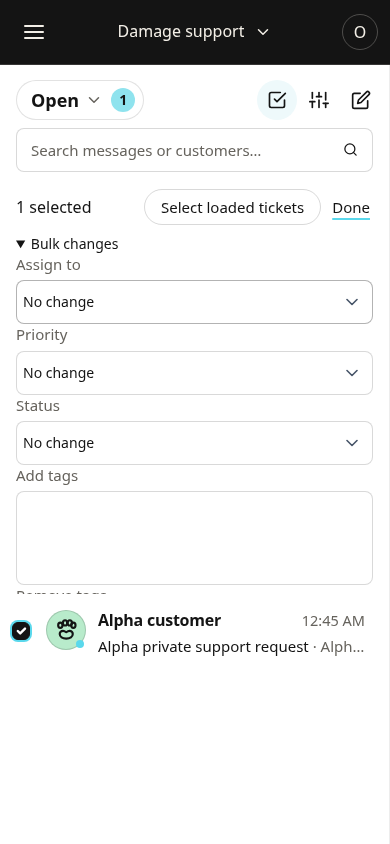 Damage support
O
Open
1
Search messages or customers...
1 selected
Select loaded tickets
Done
Bulk changes
Assign to
No change
Priority
No change
Status
No change
Add tags
Remove tags
Alpha customer
12:45 AM
Alpha private support request · Alph...